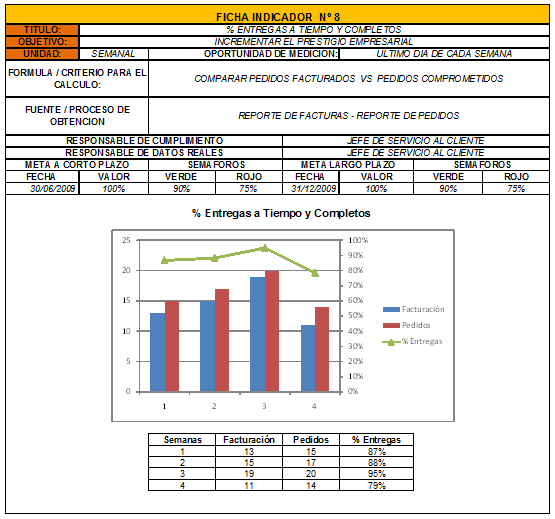 FICHA INDICADOR Nº 8
TITULO: % ENTREGAS A TIEMPO Y COMPLETOS
OBJETIVO: INCREMENTAR EL PRESTIGIO EMPRESARIAL
UNIDAD: SEMANAL OPORTUNIDAD DE MEDICION: ULTIMO DIA DE CADA SEMANA
FORMULA / CRITERIO PARA EL
CALCULO:
COMPARAR PEDIDOS FACTURADOS VS PEDIDOS COMPROMETIDOS
FUENTE / PROCESO DE
OBTENCION
REPORTE DE FACTURAS - REPORTE DE PEDIDOS
RESPONSABLE DE CUMPLIMIENTO JEFE DE SERVICIO AL CLIENTE
RESPONSABLE DE DATOS REALES JEFE DE SERVICIO AL CLIENTE
META A CORTO PLAZO SEMAFOROS META LARGO PLAZO SEMAFOROS
FECHA VALOR VERDE ROJO FECHA VALOR VERDE ROJO
30/06/2009 100% 90% 75% 31/12/2009 100% 90% 75%
% Entregas a Tiempo y Completos
25
20
15
10
5
0
100%
90%
80%
70%
60%
50%
40%
30%
20%
10%
0%
1 2 3 4
Facturación
Pedidos
% Entregas
Semanas Facturación Pedidos % Entregas
1 13 15 87%
2 15 17 88%
3 19 20 95%
4 11 14 79%